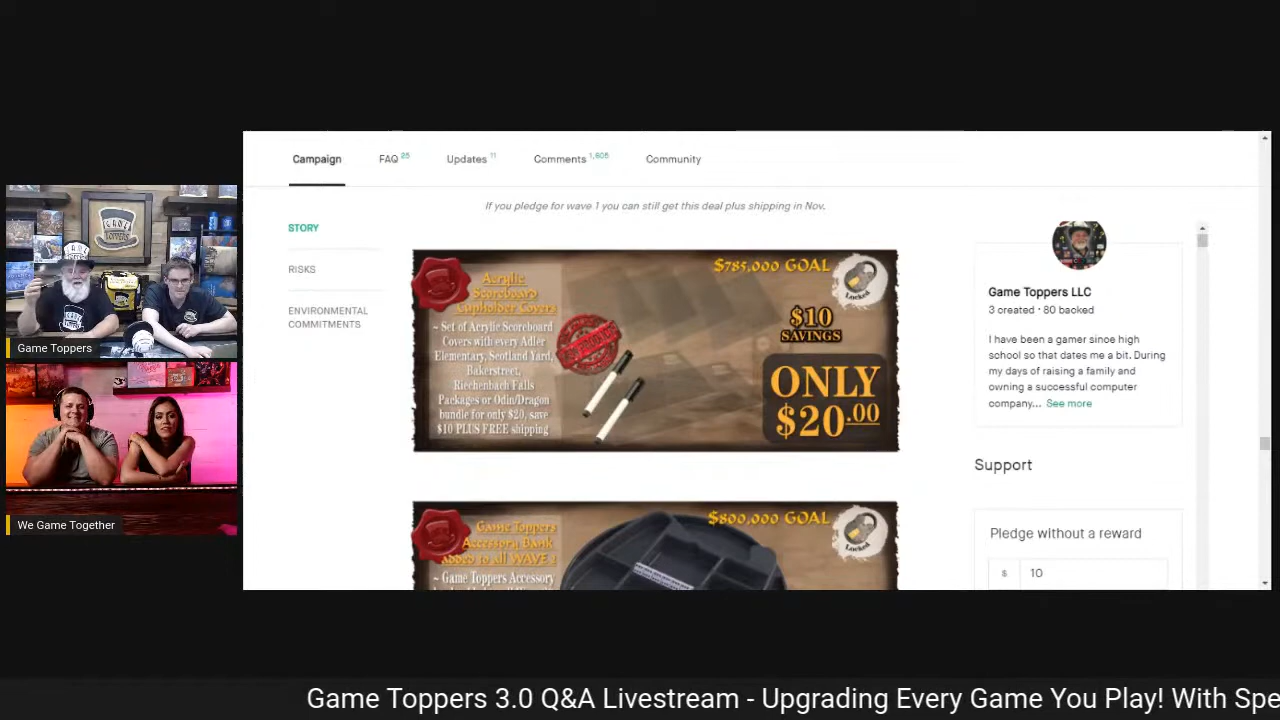 Campaign
FAQ 25
Updates 11
Comments 1,605
Community
If you pledge for wave 1 you can still get this deal plus shipping in Nov.
STORY
RISKS
ENVIRONMENTAL
COMMITMENTS
Acrylic
Scoreboard
Cupholder Covers
~ Set of Acrylic Scoreboard
Covers with every Adler
Elementary, Scotland Yard,
Bakerstreet,
Riechenbach Falls
Packages or Odin/Dragon
bundle for only $20, save
$10 PLUS FREE shipping
$785,000 GOAL
Locked
$10
SAVINGS
ONLY
$20.00
Game Toppers
Accessory Bank
added to all WAVE 2
~ Game Toppers Accessory
$800,000 GOAL
Locked
Game Toppers LLC
3 created · 80 backed
I have been a gamer since high
school so that dates me a bit. During
my days of raising a family and
owning a successful computer
company... See more
Support
Pledge without a reward
$ 10
GAME
TOPPERS
Game Toppers
We Game Together
Game Toppers 3.0 Q&A Livestream - Upgrading Every Game You Play! With Spe